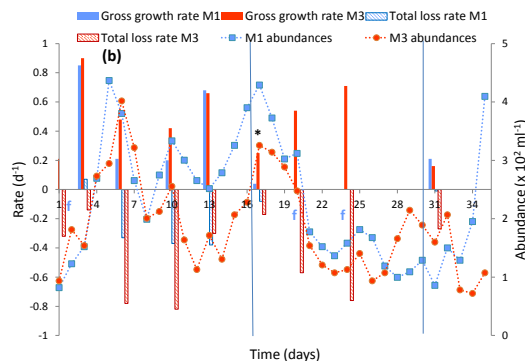 Gross growth rate M1 Gross growth rate M3 Total loss rate M1
Total loss rate M3 M1 abundances M3 abundances
(b)
1 0.8 0.6 0.4 0.2 0 -0.2 -0.4 -0.6 -0.8 -1
Rate (d⁻¹)
*
1 4 7 10 13 16 19 22 25 28 31 34
f f f
5 4 3 2 1 0
Abundance (x 10² ml⁻¹)
Time (days)